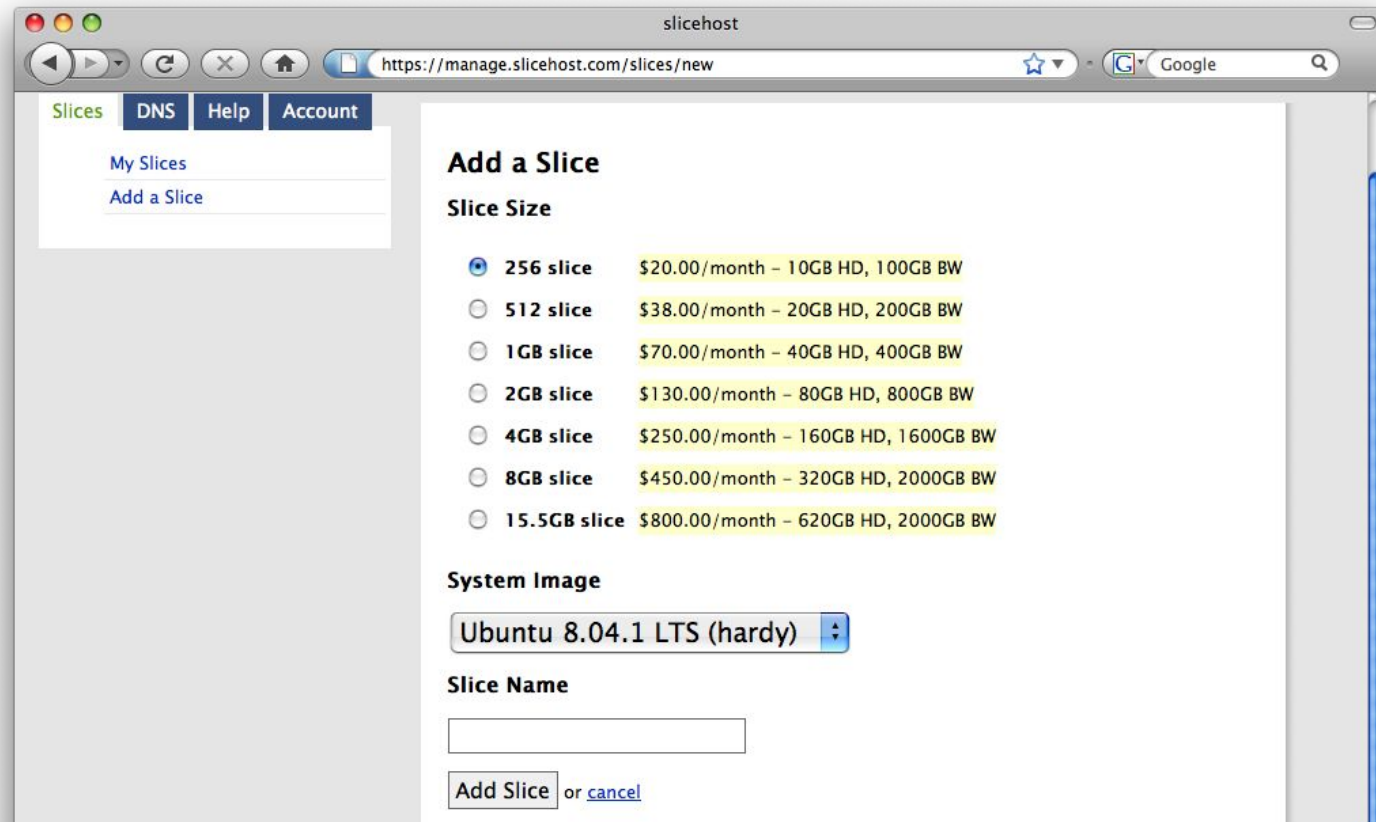 slicehost
https://manage.slicehost.com/slices/new
Google
Slices DNS Help Account
My Slices
Add a Slice
Add a Slice
Slice Size
256 slice $20.00/month – 10GB HD, 100GB BW
512 slice $38.00/month – 20GB HD, 200GB BW
1GB slice $70.00/month – 40GB HD, 400GB BW
2GB slice $130.00/month – 80GB HD, 800GB BW
4GB slice $250.00/month – 160GB HD, 1600GB BW
8GB slice $450.00/month – 320GB HD, 2000GB BW
15.5GB slice $800.00/month – 620GB HD, 2000GB BW
System Image
Ubuntu 8.04.1 LTS (hardy)
Slice Name
Add Slice or cancel